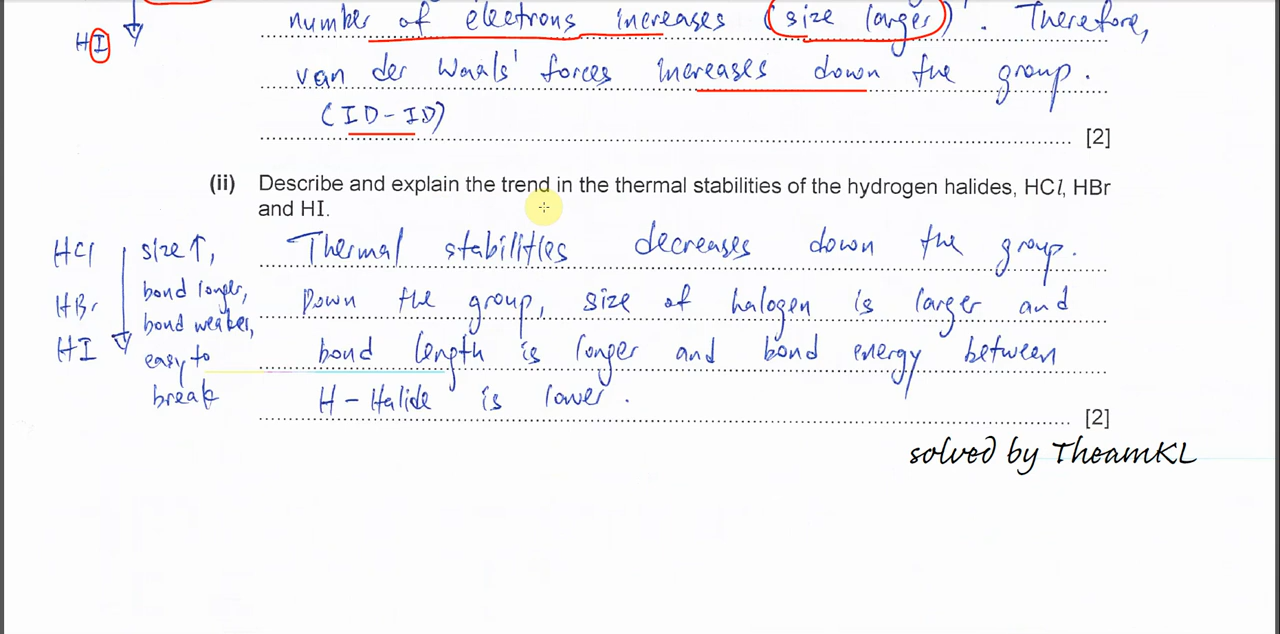 number of electrons increases (size larger). Therefore,
HI
van der Waals' forces increases down the group.
(ID-ID)
[2]
(ii) Describe and explain the trend in the thermal stabilities of the hydrogen halides, HCl, HBr
and HI.
HCl size↑, Thermal stabilities decreases down the group.
bond longer,
HBr Down the group, size of halogen is larger and
bond weaker,
HI bond length is longer and bond energy between
easy to
break H-Halide is lower.
[2]
solved by TheamKL